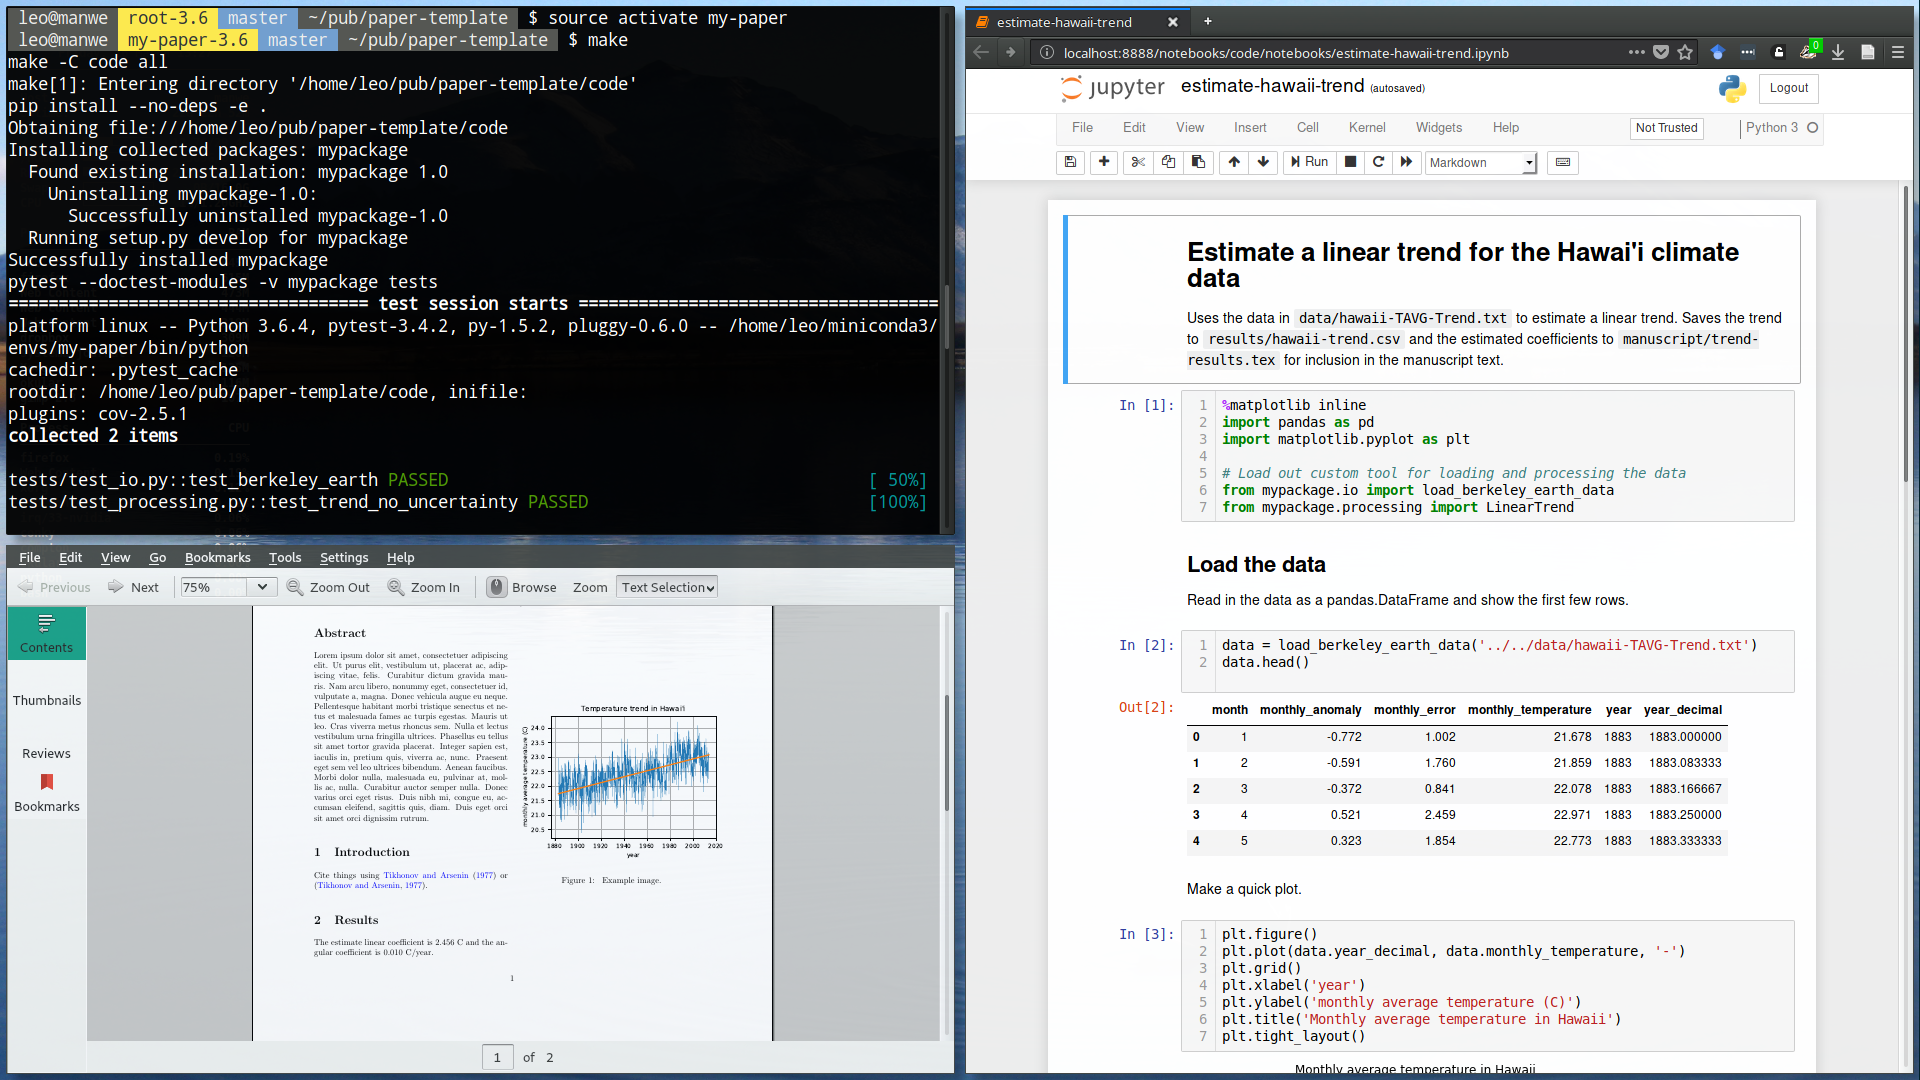 leo@manwe root-3.6 master ~/pub/paper-template $ source activate my-paper
leo@manwe my-paper-3.6 master ~/pub/paper-template $ make
make -C code all
make[1]: Entering directory '/home/leo/pub/paper-template/code'
pip install --no-deps -e .
Obtaining file:///home/leo/pub/paper-template/code
Installing collected packages: mypackage
Found existing installation: mypackage 1.0
Uninstalling mypackage-1.0:
Successfully uninstalled mypackage-1.0
Running setup.py develop for mypackage
Successfully installed mypackage
pytest --doctest-modules -v mypackage tests
==================================== test session starts ====================================
platform linux -- Python 3.6.4, pytest-3.4.2, py-1.5.2, pluggy-0.6.0 -- /home/leo/miniconda3/
envs/my-paper/bin/python
cachedir: .pytest_cache
rootdir: /home/leo/pub/paper-template/code, inifile:
plugins: cov-2.5.1
collected 2 items
tests/test_io.py::test_berkeley_earth PASSED [ 50%]
tests/test_processing.py::test_trend_no_uncertainty PASSED [100%]
File Edit View Go Bookmarks Tools Settings Help
Previous Next 75% Zoom Out Zoom In Browse Zoom Text Selection
Contents
Thumbnails
Reviews
Bookmarks
Abstract
Lorem ipsum dolor sit amet, consectetuer adipiscing
elit. Ut purus elit, vestibulum ut, placerat ac, adip-
iscing vitae, felis. Curabitur dictum gravida mau-
ris. Nam arcu libero, nonummy eget, consectetuer id,
vulputate a, magna. Donec vehicula augue eu neque.
Pellentesque habitant morbi tristique senectus et ne-
tus et malesuada fames ac turpis egestas. Mauris ut
leo. Cras viverra metus rhoncus sem. Nulla et lectus
vestibulum urna fringilla ultrices. Phasellus eu tellus
sit amet tortor gravida placerat. Integer sapien est,
iaculis in, pretium quis, viverra ac, nunc. Praesent
eget sem vel leo ultrices bibendum. Aenean faucibus.
Morbi dolor nulla, malesuada eu, pulvinar at, mol-
lis ac, nulla. Curabitur auctor semper nulla. Donec
varius orci eget risus. Duis nibh mi, congue eu, ac-
cumsan eleifend, sagittis quis, diam. Duis eget orci
sit amet orci dignissim rutrum.
1 Introduction
Cite things using Tikhonov and Arsenin (1977) or
(Tikhonov and Arsenin, 1977).
2 Results
The estimate linear coefficient is 2.456 C and the an-
gular coefficient is 0.010 C/year.
Temperature trend in Hawai'i
monthly average temperature (C)
24.0
23.5
23.0
22.5
22.0
21.5
21.0
20.5
1880 1900 1920 1940 1960 1980 2000 2020
year
Figure 1: Example image.
1
1 of 2
estimate-hawaii-trend
localhost:8888/notebooks/code/notebooks/estimate-hawaii-trend.ipynb
0
jupyter estimate-hawaii-trend (autosaved) Logout
File Edit View Insert Cell Kernel Widgets Help Not Trusted Python 3
Run Markdown
Estimate a linear trend for the Hawai'i climate
data
Uses the data in data/hawaii-TAVG-Trend.txt to estimate a linear trend. Saves the trend
to results/hawaii-trend.csv and the estimated coefficients to manuscript/trend-
results.tex for inclusion in the manuscript text.
In [1]:
1 %matplotlib inline
2 import pandas as pd
3 import matplotlib.pyplot as plt
4
5 # Load out custom tool for loading and processing the data
6 from mypackage.io import load_berkeley_earth_data
7 from mypackage.processing import LinearTrend
Load the data
Read in the data as a pandas.DataFrame and show the first few rows.
In [2]:
1 data = load_berkeley_earth_data('../../data/hawaii-TAVG-Trend.txt')
2 data.head()
Out[2]:
month monthly_anomaly monthly_error monthly_temperature year year_decimal
0 1 -0.772 1.002 21.678 1883 1883.000000
1 2 -0.591 1.760 21.859 1883 1883.083333
2 3 -0.372 0.841 22.078 1883 1883.166667
3 4 0.521 2.459 22.971 1883 1883.250000
4 5 0.323 1.854 22.773 1883 1883.333333
Make a quick plot.
In [3]:
1 plt.figure()
2 plt.plot(data.year_decimal, data.monthly_temperature, '-')
3 plt.grid()
4 plt.xlabel('year')
5 plt.ylabel('monthly average temperature (C)')
6 plt.title('Monthly average temperature in Hawaii')
7 plt.tight_layout()
Monthly average temperature in Hawaii